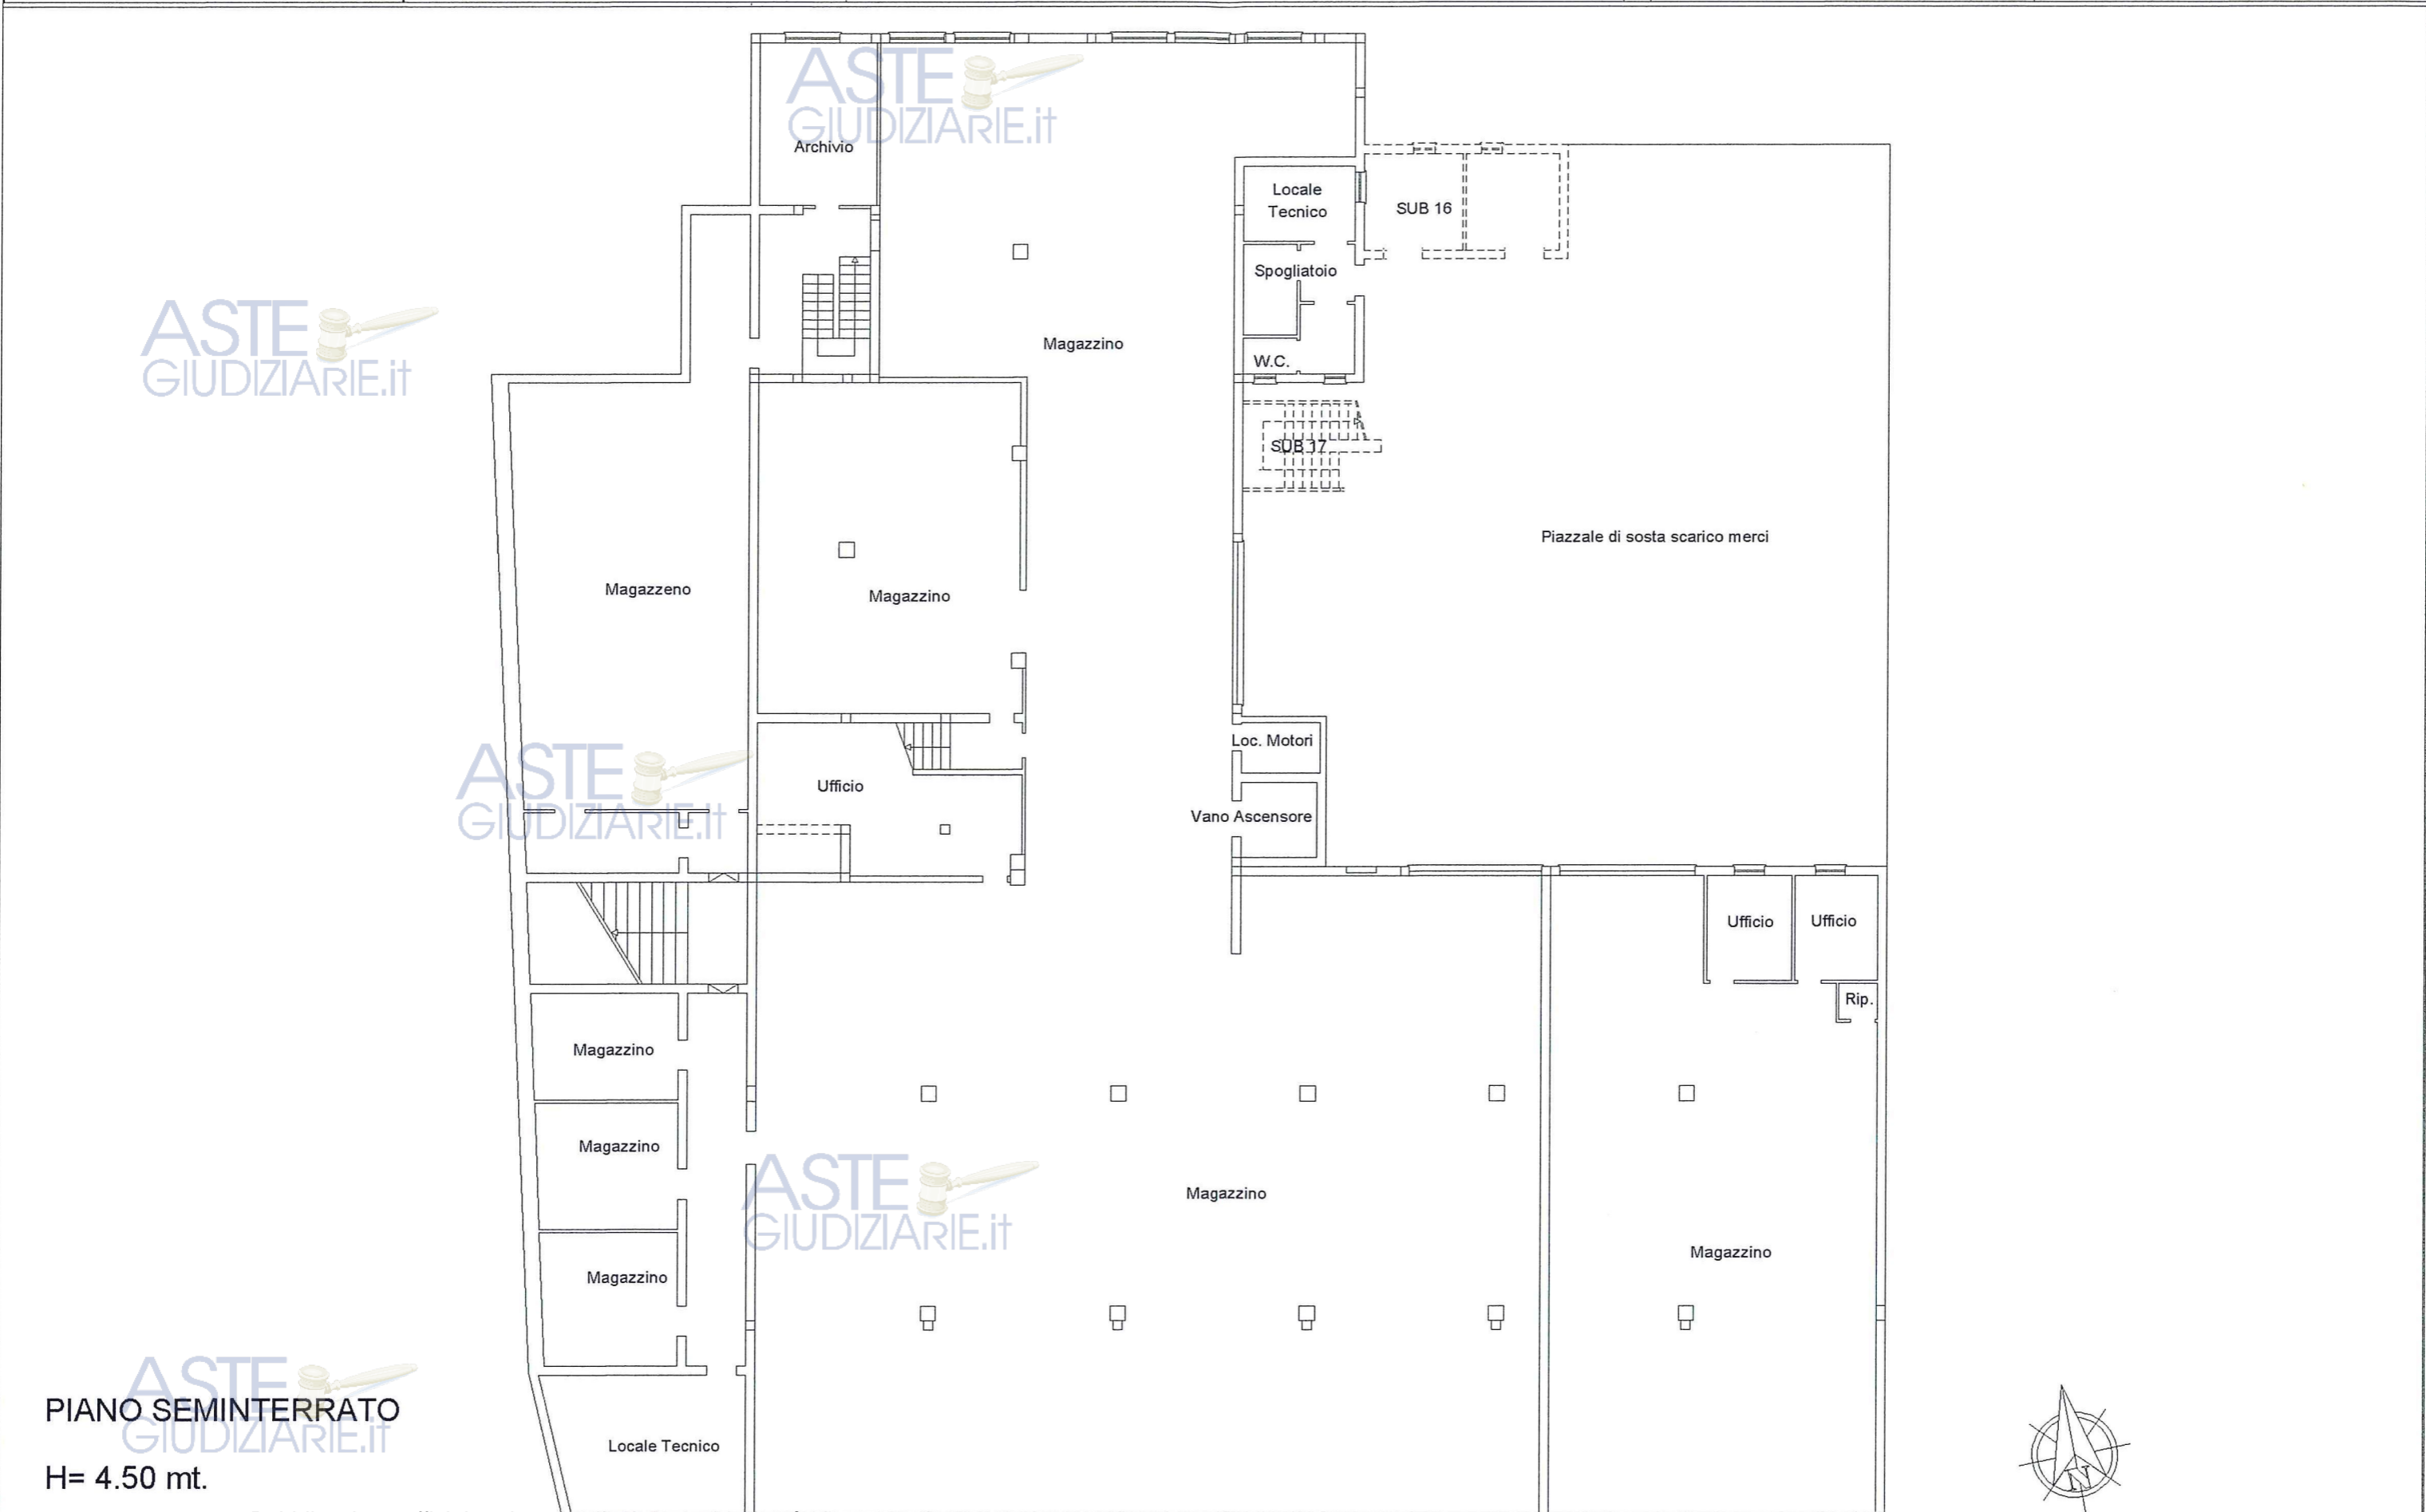 ASTE
GIUDIZIARIE.it
Archivio
Locale
Tecnico
SUB 16
Spogliatoio
ASTE
GIUDIZIARIE.it
Magazzino
W.C.
SUB 17
Piazzale di sosta scarico merci
Magazzeno
Magazzino
Loc. Motori
ASTE
GIUDIZIARIE.it
Ufficio
Vano Ascensore
Ufficio
Ufficio
Rip.
Magazzino
Magazzino
ASTE
GIUDIZIARIE.it
Magazzino
Magazzino
Magazzino
ASTE
GIUDIZIARIE.it
PIANO SEMINTERRATO
Locale Tecnico
H= 4.50 mt.
N